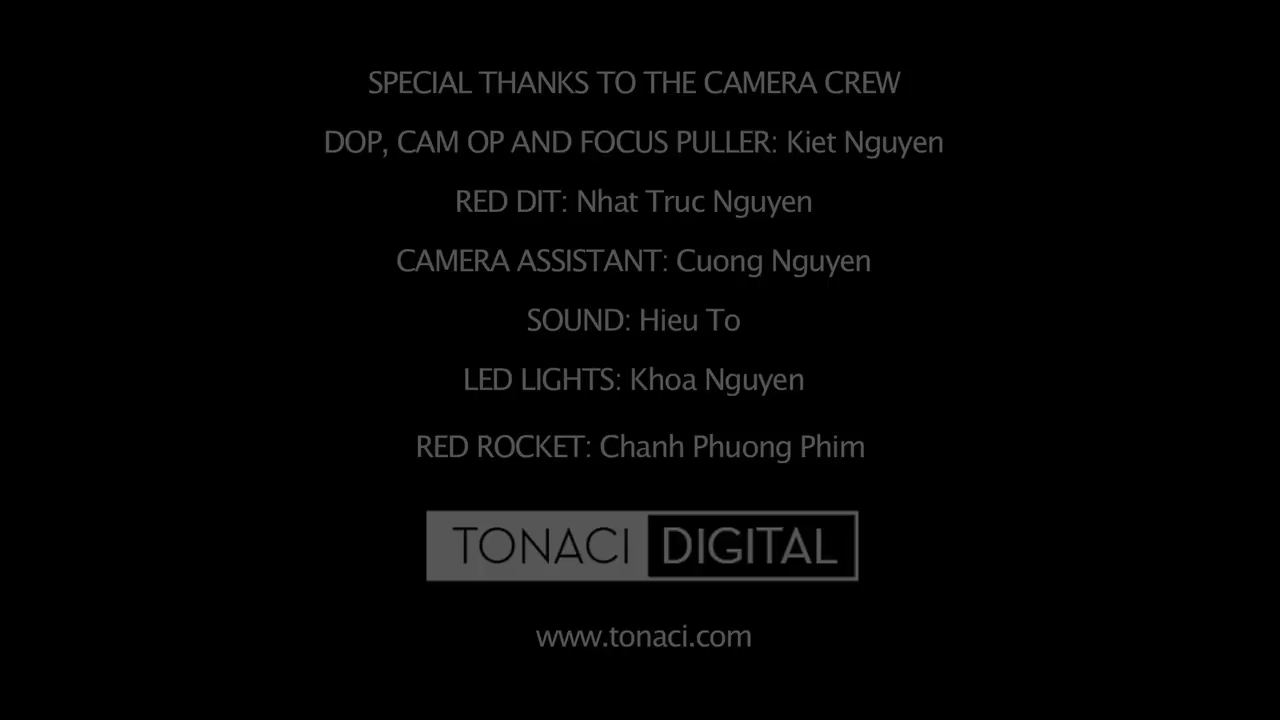 SPECIAL THANKS TO THE CAMERA CREW
DOP, CAM OP AND FOCUS PULLER: Kiet Nguyen
RED DIT: Nhat Truc Nguyen
CAMERA ASSISTANT: Cuong Nguyen
SOUND: Hieu To
LED LIGHTS: Khoa Nguyen
RED ROCKET: Chanh Phuong Phim
TONACI DIGITAL
www.tonaci.com